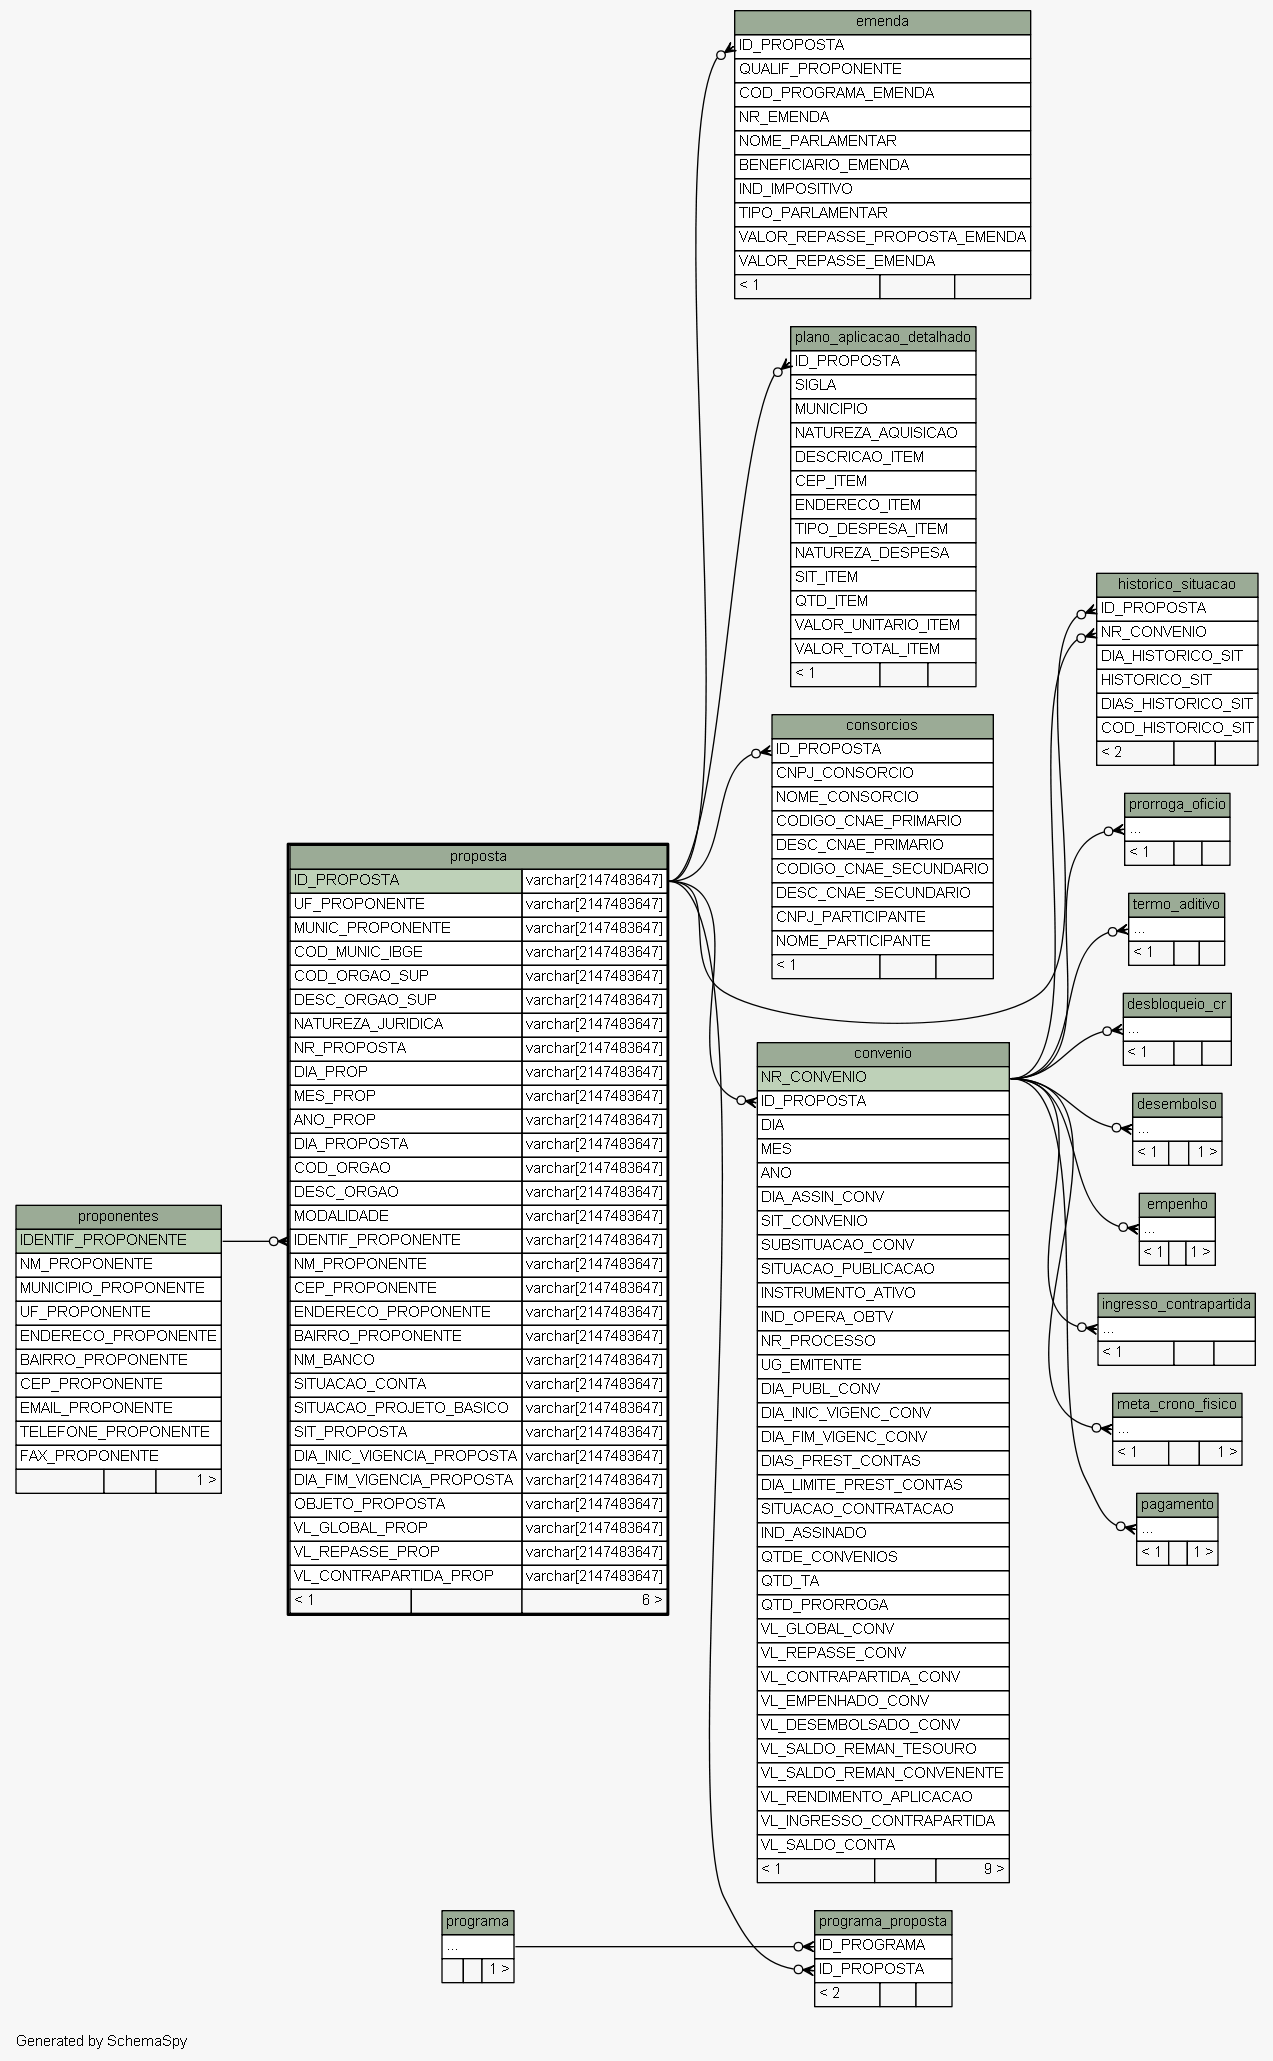 emenda
ID_PROPOSTA
QUALIF_PROPONENTE
COD_PROGRAMA_EMENDA
NR_EMENDA
NOME_PARLAMENTAR
BENEFICIARIO_EMENDA
IND_IMPOSITIVO
TIPO_PARLAMENTAR
VALOR_REPASSE_PROPOSTA_EMENDA
VALOR_REPASSE_EMENDA
< 1
plano_aplicacao_detalhado
ID_PROPOSTA
SIGLA
MUNICIPIO
NATUREZA_AQUISICAO
DESCRICAO_ITEM
CEP_ITEM
ENDERECO_ITEM
TIPO_DESPESA_ITEM
NATUREZA_DESPESA
SIT_ITEM
QTD_ITEM
VALOR_UNITARIO_ITEM
VALOR_TOTAL_ITEM
< 1
historico_situacao
ID_PROPOSTA
NR_CONVENIO
DIA_HISTORICO_SIT
HISTORICO_SIT
DIAS_HISTORICO_SIT
COD_HISTORICO_SIT
< 2
consorcios
ID_PROPOSTA
CNPJ_CONSORCIO
NOME_CONSORCIO
CODIGO_CNAE_PRIMARIO
DESC_CNAE_PRIMARIO
CODIGO_CNAE_SECUNDARIO
DESC_CNAE_SECUNDARIO
CNPJ_PARTICIPANTE
NOME_PARTICIPANTE
< 1
prorroga_oficio
...
< 1
termo_aditivo
...
< 1
desbloqueio_cr
...
< 1
desembolso
...
< 1 1 >
empenho
...
< 1 1 >
ingresso_contrapartida
...
< 1
meta_crono_fisico
...
< 1 1 >
pagamento
...
< 1 1 >
proposta
ID_PROPOSTA varchar[2147483647]
UF_PROPONENTE varchar[2147483647]
MUNIC_PROPONENTE varchar[2147483647]
COD_MUNIC_IBGE varchar[2147483647]
COD_ORGAO_SUP varchar[2147483647]
DESC_ORGAO_SUP varchar[2147483647]
NATUREZA_JURIDICA varchar[2147483647]
NR_PROPOSTA varchar[2147483647]
DIA_PROP varchar[2147483647]
MES_PROP varchar[2147483647]
ANO_PROP varchar[2147483647]
DIA_PROPOSTA varchar[2147483647]
COD_ORGAO varchar[2147483647]
DESC_ORGAO varchar[2147483647]
MODALIDADE varchar[2147483647]
IDENTIF_PROPONENTE varchar[2147483647]
NM_PROPONENTE varchar[2147483647]
CEP_PROPONENTE varchar[2147483647]
ENDERECO_PROPONENTE varchar[2147483647]
BAIRRO_PROPONENTE varchar[2147483647]
NM_BANCO varchar[2147483647]
SITUACAO_CONTA varchar[2147483647]
SITUACAO_PROJETO_BASICO varchar[2147483647]
SIT_PROPOSTA varchar[2147483647]
DIA_INIC_VIGENCIA_PROPOSTA varchar[2147483647]
DIA_FIM_VIGENCIA_PROPOSTA varchar[2147483647]
OBJETO_PROPOSTA varchar[2147483647]
VL_GLOBAL_PROP varchar[2147483647]
VL_REPASSE_PROP varchar[2147483647]
VL_CONTRAPARTIDA_PROP varchar[2147483647]
< 1 6 >
proponentes
IDENTIF_PROPONENTE
NM_PROPONENTE
MUNICIPIO_PROPONENTE
UF_PROPONENTE
ENDERECO_PROPONENTE
BAIRRO_PROPONENTE
CEP_PROPONENTE
EMAIL_PROPONENTE
TELEFONE_PROPONENTE
FAX_PROPONENTE
1 >
convenio
NR_CONVENIO
ID_PROPOSTA
DIA
MES
ANO
DIA_ASSIN_CONV
SIT_CONVENIO
SUBSITUACAO_CONV
SITUACAO_PUBLICACAO
INSTRUMENTO_ATIVO
IND_OPERA_OBTV
NR_PROCESSO
UG_EMITENTE
DIA_PUBL_CONV
DIA_INIC_VIGENC_CONV
DIA_FIM_VIGENC_CONV
DIAS_PREST_CONTAS
DIA_LIMITE_PREST_CONTAS
SITUACAO_CONTRATACAO
IND_ASSINADO
QTDE_CONVENIOS
QTD_TA
QTD_PRORROGA
VL_GLOBAL_CONV
VL_REPASSE_CONV
VL_CONTRAPARTIDA_CONV
VL_EMPENHADO_CONV
VL_DESEMBOLSADO_CONV
VL_SALDO_REMAN_TESOURO
VL_SALDO_REMAN_CONVENENTE
VL_RENDIMENTO_APLICACAO
VL_INGRESSO_CONTRAPARTIDA
VL_SALDO_CONTA
< 1 9 >
programa
...
1 >
programa_proposta
ID_PROGRAMA
ID_PROPOSTA
< 2
Generated by SchemaSpy